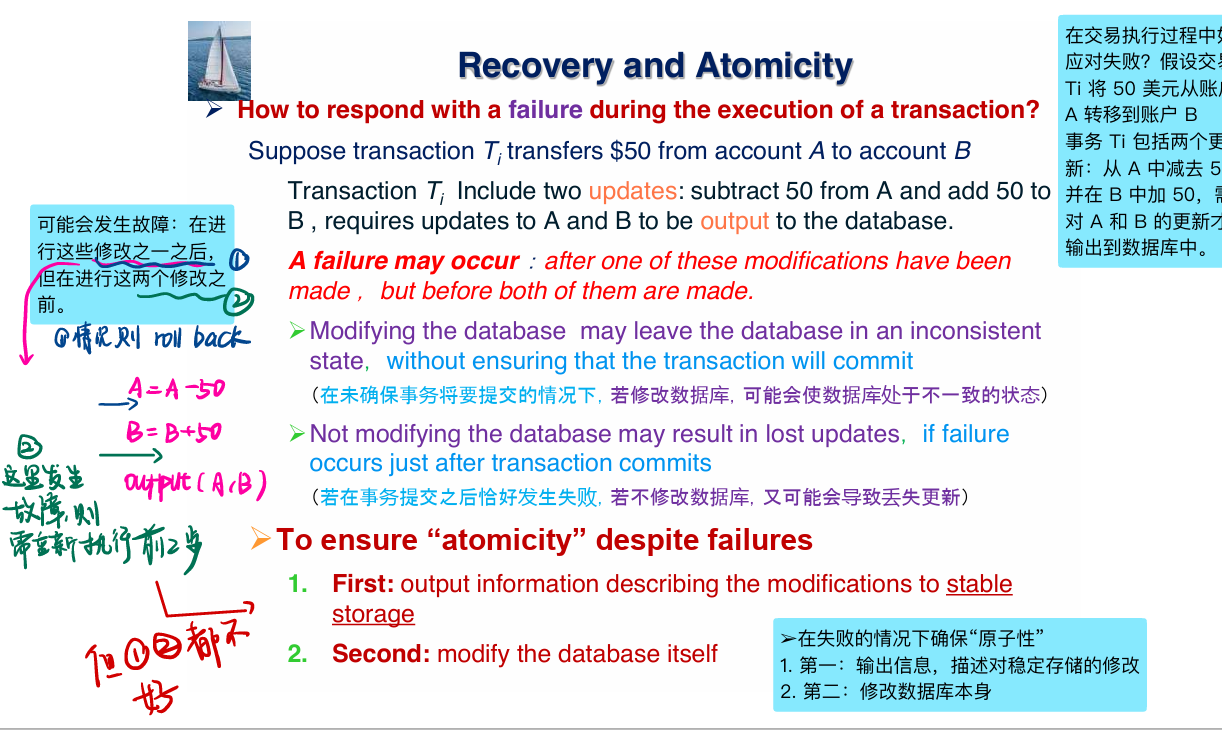 Recovery and Atomicity
➢ How to respond with a failure during the execution of a transaction?
Suppose transaction Ti transfers $50 from account A to account B
Transaction Ti Include two updates: subtract 50 from A and add 50 to
B , requires updates to A and B to be output to the database.
A failure may occur：after one of these modifications have been
made， but before both of them are made.
➢Modifying the database may leave the database in an inconsistent
state，without ensuring that the transaction will commit
（在未确保事务将要提交的情况下, 若修改数据库, 可能会使数据库处于不一致的状态）
➢Not modifying the database may result in lost updates，if failure
occurs just after transaction commits
（若在事务提交之后恰好发生失败, 若不修改数据库, 又可能会导致丢失更新）
➢To ensure “atomicity” despite failures
1. First: output information describing the modifications to stable
storage
2. Second: modify the database itself
在交易执行过程中
应对失败？假设交
Ti 将 50 美元从账
A 转移到账户 B
事务 Ti 包括两个更
新：从 A 中减去 5
并在 B 中加 50，
对 A 和 B 的更新
输出到数据库中。
可能会发生故障：在进
行这些修改之一之后，
但在进行这两个修改之
前。
①
②
①情况则 roll back
A=A-50
B=B+50
output(A,B)
②
这里发生
故障,则
需重新执行前2步
但①②都不
好
➢在失败的情况下确保“原子性”
1. 第一：输出信息，描述对稳定存储的修改
2. 第二：修改数据库本身